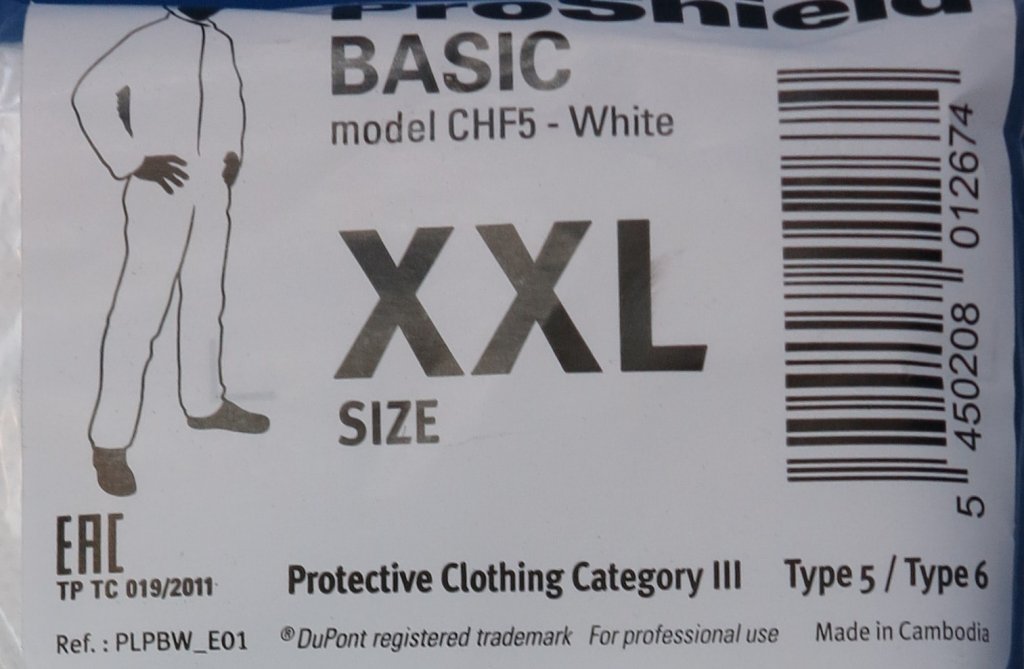 ProShield
BASIC
model CHF5 - White
XXL
SIZE
5 450208 012674
EAC
TP TC 019/2011
Protective Clothing Category III
Type 5 / Type 6
Ref. : PLPBW_E01
® DuPont registered trademark For professional use
Made in Cambodia